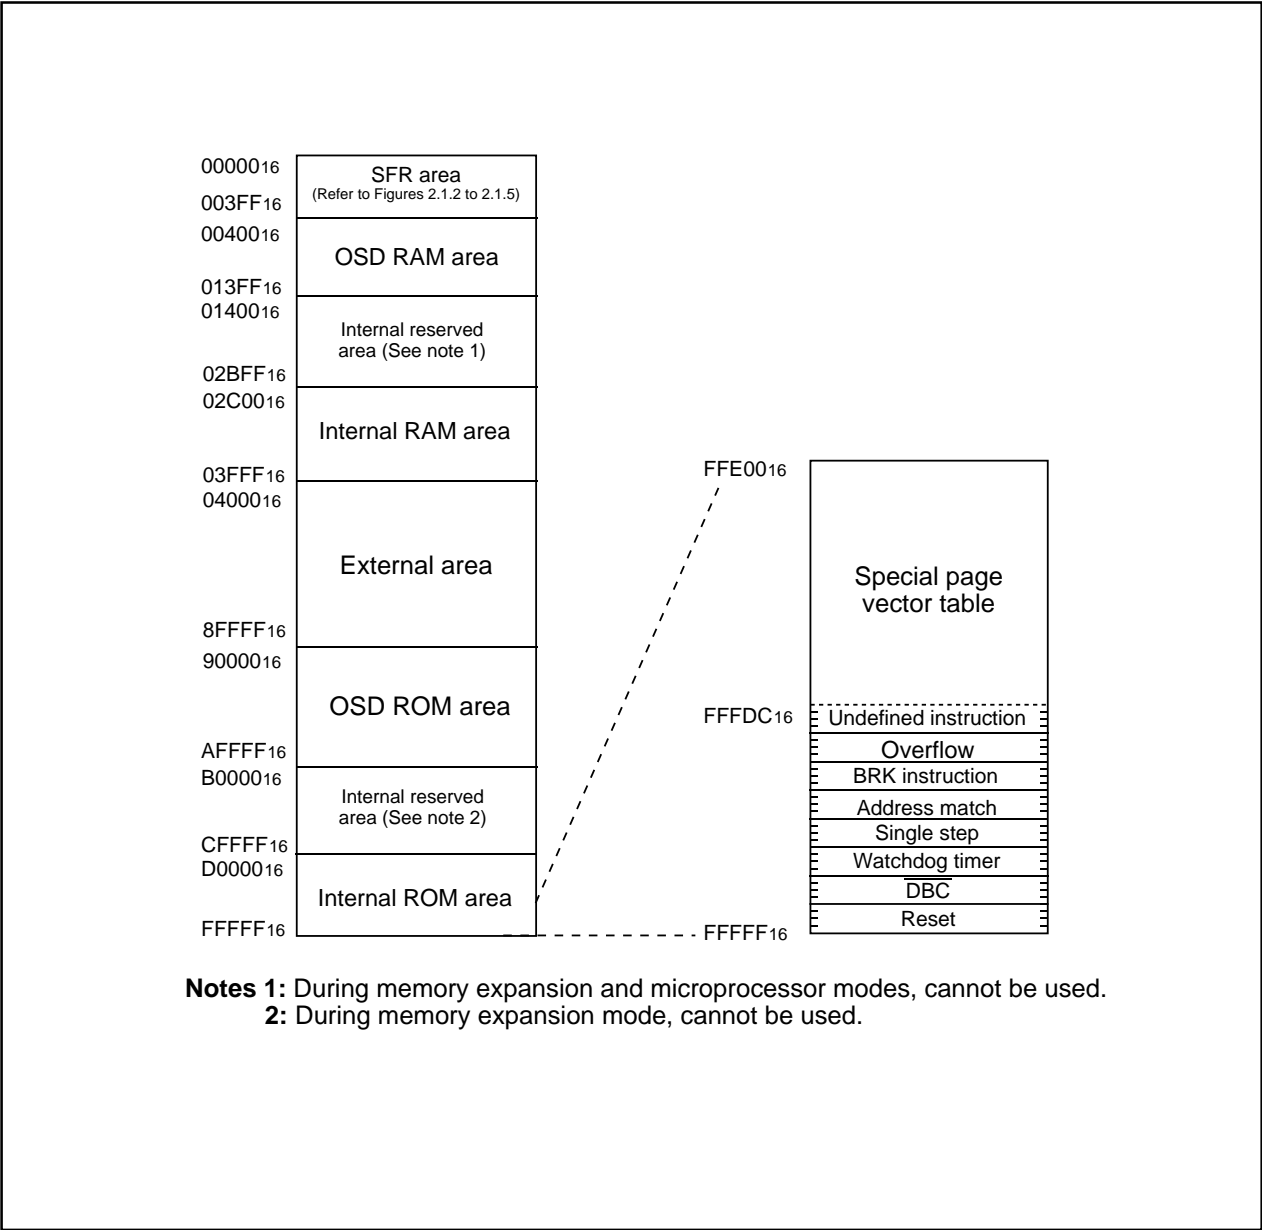 0000016
SFR area
(Refer to Figures 2.1.2 to 2.1.5)
003FF16
0040016
OSD RAM area
013FF16
0140016
Internal reserved
area (See note 1)
02BFF16
02C0016
Internal RAM area
03FFF16
0400016
External area
8FFFF16
9000016
OSD ROM area
AFFFF16
B000016
Internal reserved
area (See note 2)
CFFFF16
D000016
Internal ROM area
FFFFF16
FFE0016
Special page
vector table
FFFDC16
Undefined instruction
Overflow
BRK instruction
Address match
Single step
Watchdog timer
DBC
Reset
FFFFF16
Notes 1: During memory expansion and microprocessor modes, cannot be used.
2: During memory expansion mode, cannot be used.